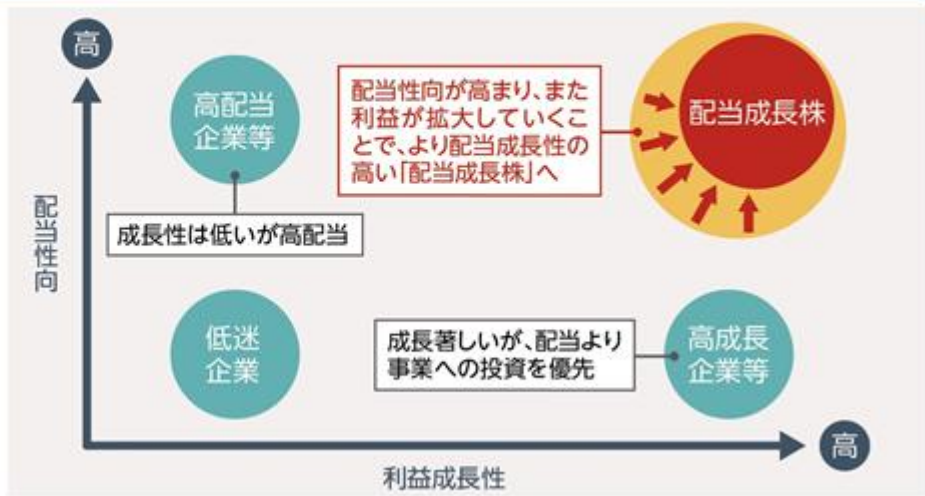 高
高配当
企業等
配当性向が高まり、また
利益が拡大していくこ
とで、より配当成長性の
高い「配当成長株」へ
配当成長株
成長性は低いが高配当
配当性向
低迷
企業
成長著しいが、配当より
事業への投資を優先
高成長
企業等
高
利益成長性